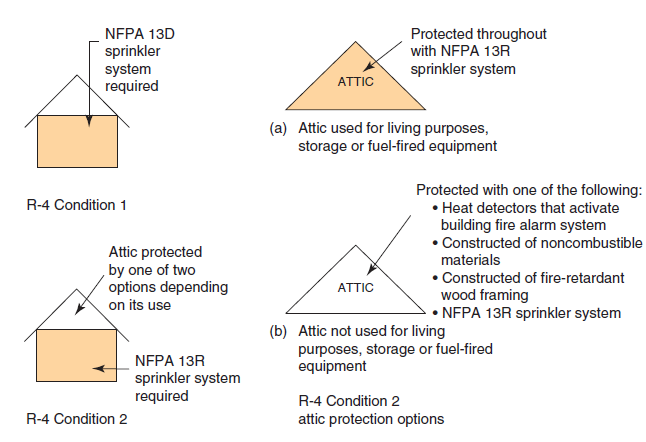 NFPA 13D
sprinkler
system
required
R-4 Condition 1
Attic protected
by one of two
options depending
on its use
NFPA 13R
sprinkler system
required
R-4 Condition 2
Protected throughout
with NFPA 13R
sprinkler system
ATTIC
(a) Attic used for living purposes,
storage or fuel-fired equipment
Protected with one of the following:
• Heat detectors that activate
building fire alarm system
• Constructed of noncombustible
materials
• Constructed of fire-retardant
wood framing
• NFPA 13R sprinkler system
ATTIC
(b) Attic not used for living
purposes, storage or fuel-fired
equipment
R-4 Condition 2
attic protection options